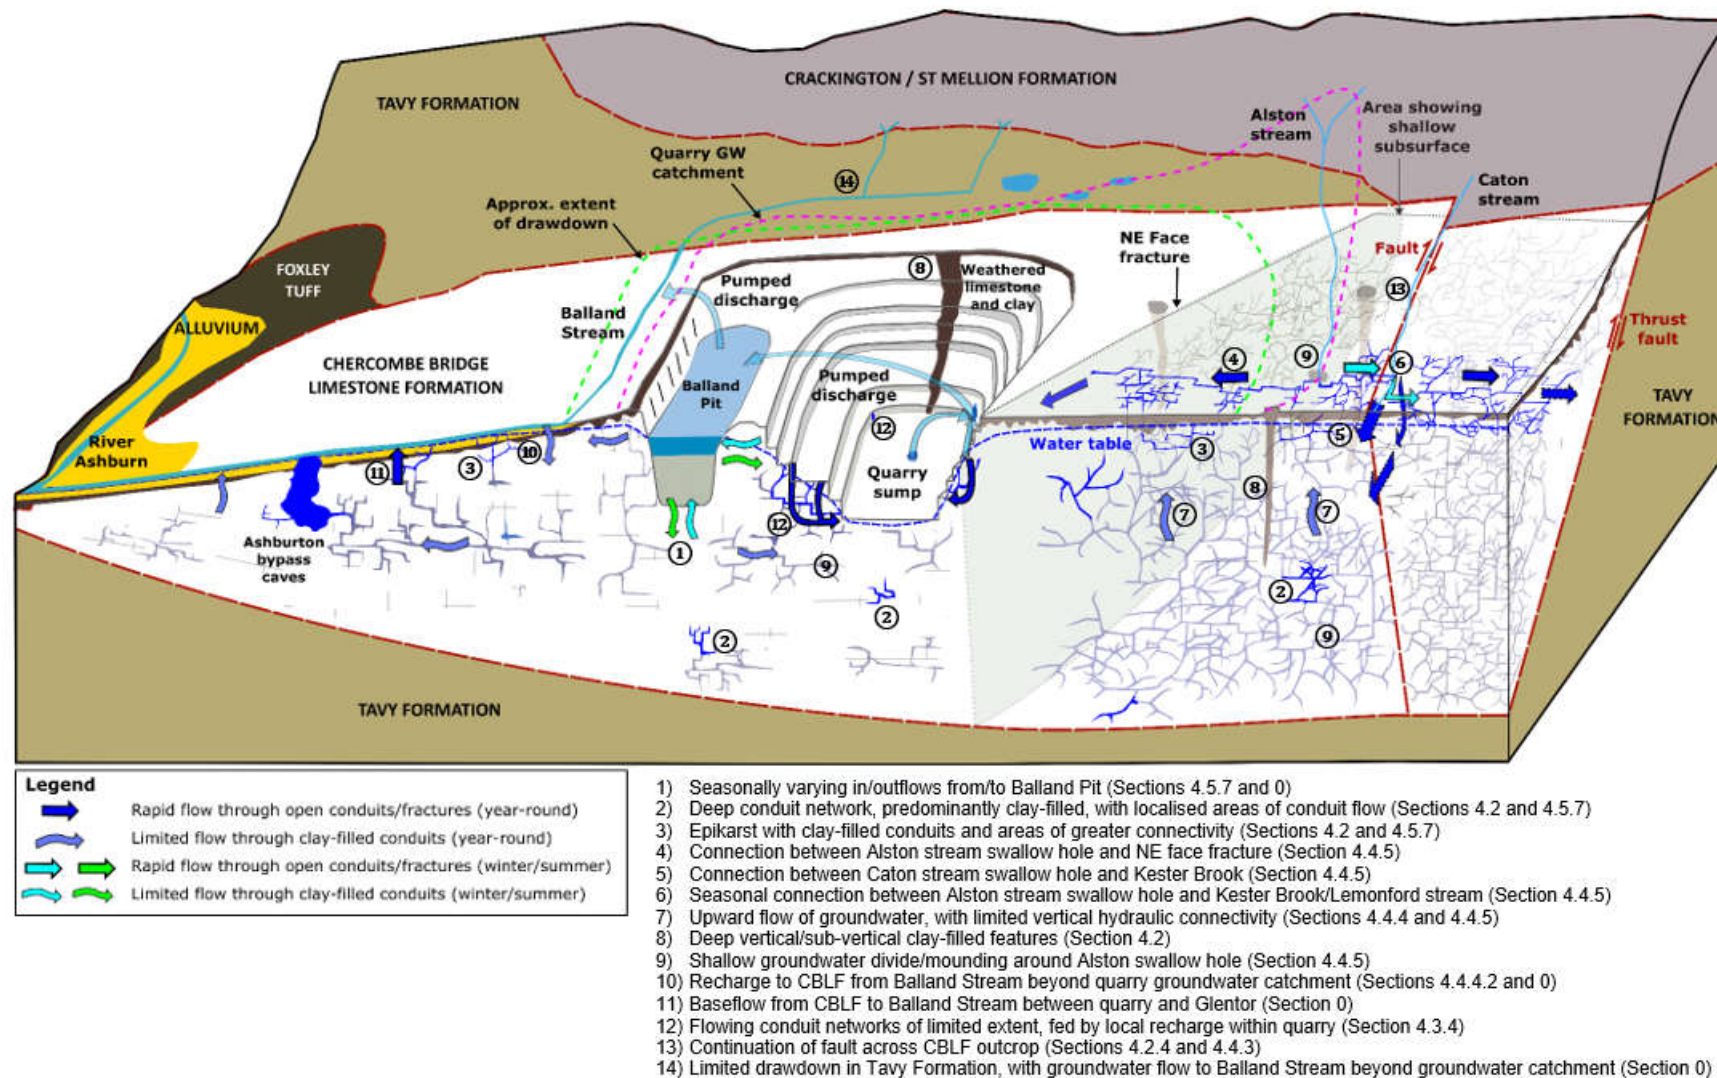 CRACKINGTON / ST MELLION FORMATION
TAVY FORMATION
Alston
stream
Area showing
shallow
subsurface
Quarry GW
catchment
14
Caton
stream
Approx. extent
of drawdown
NE Face
fracture
Fault
FOXLEY
TUFF
8
Weathered
limestone
and clay
Pumped
discharge
13
Balland
Stream
ALLUVIUM
Thrust
fault
CHERCOMBE BRIDGE
LIMESTONE FORMATION
4
9
6
Balland
Pit
Pumped
discharge
TAVY
FORMATION
12
River
Ashburn
Water table
5
10
3
3
11
Quarry
sump
8
7
7
12
Ashburton
bypass
caves
1
9
2
2
9
2
TAVY FORMATION
Legend
Rapid flow through open conduits/fractures (year-round)
Limited flow through clay-filled conduits (year-round)
Rapid flow through open conduits/fractures (winter/summer)
Limited flow through clay-filled conduits (winter/summer)
1) Seasonally varying in/outflows from/to Balland Pit (Sections 4.5.7 and 0)
2) Deep conduit network, predominantly clay-filled, with localised areas of conduit flow (Sections 4.2 and 4.5.7)
3) Epikarst with clay-filled conduits and areas of greater connectivity (Sections 4.2 and 4.5.7)
4) Connection between Alston stream swallow hole and NE face fracture (Section 4.4.5)
5) Connection between Caton stream swallow hole and Kester Brook (Section 4.4.5)
6) Seasonal connection between Alston stream swallow hole and Kester Brook/Lemonford stream (Section 4.4.5)
7) Upward flow of groundwater, with limited vertical hydraulic connectivity (Sections 4.4.4 and 4.4.5)
8) Deep vertical/sub-vertical clay-filled features (Section 4.2)
9) Shallow groundwater divide/mounding around Alston swallow hole (Section 4.4.5)
10) Recharge to CBLF from Balland Stream beyond quarry groundwater catchment (Sections 4.4.4.2 and 0)
11) Baseflow from CBLF to Balland Stream between quarry and Glentor (Section 0)
12) Flowing conduit networks of limited extent, fed by local recharge within quarry (Section 4.3.4)
13) Continuation of fault across CBLF outcrop (Sections 4.2.4 and 4.4.3)
14) Limited drawdown in Tavy Formation, with groundwater flow to Balland Stream beyond groundwater catchment (Section 0)